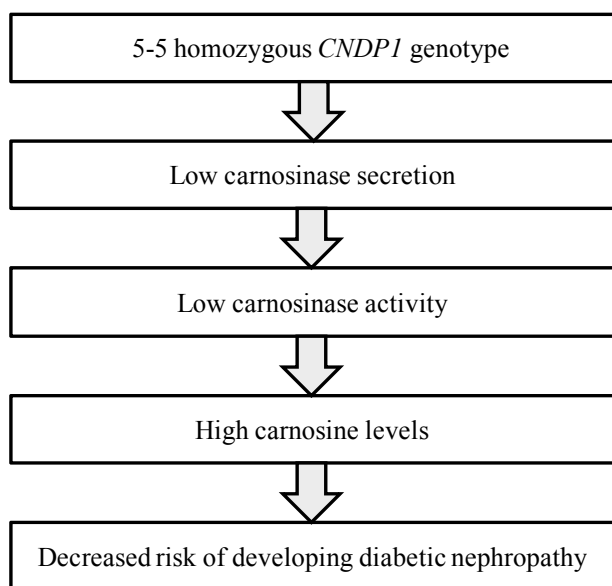 5-5 homozygous CNDP1 genotype
Low carnosinase secretion
Low carnosinase activity
High carnosine levels
Decreased risk of developing diabetic nephropathy